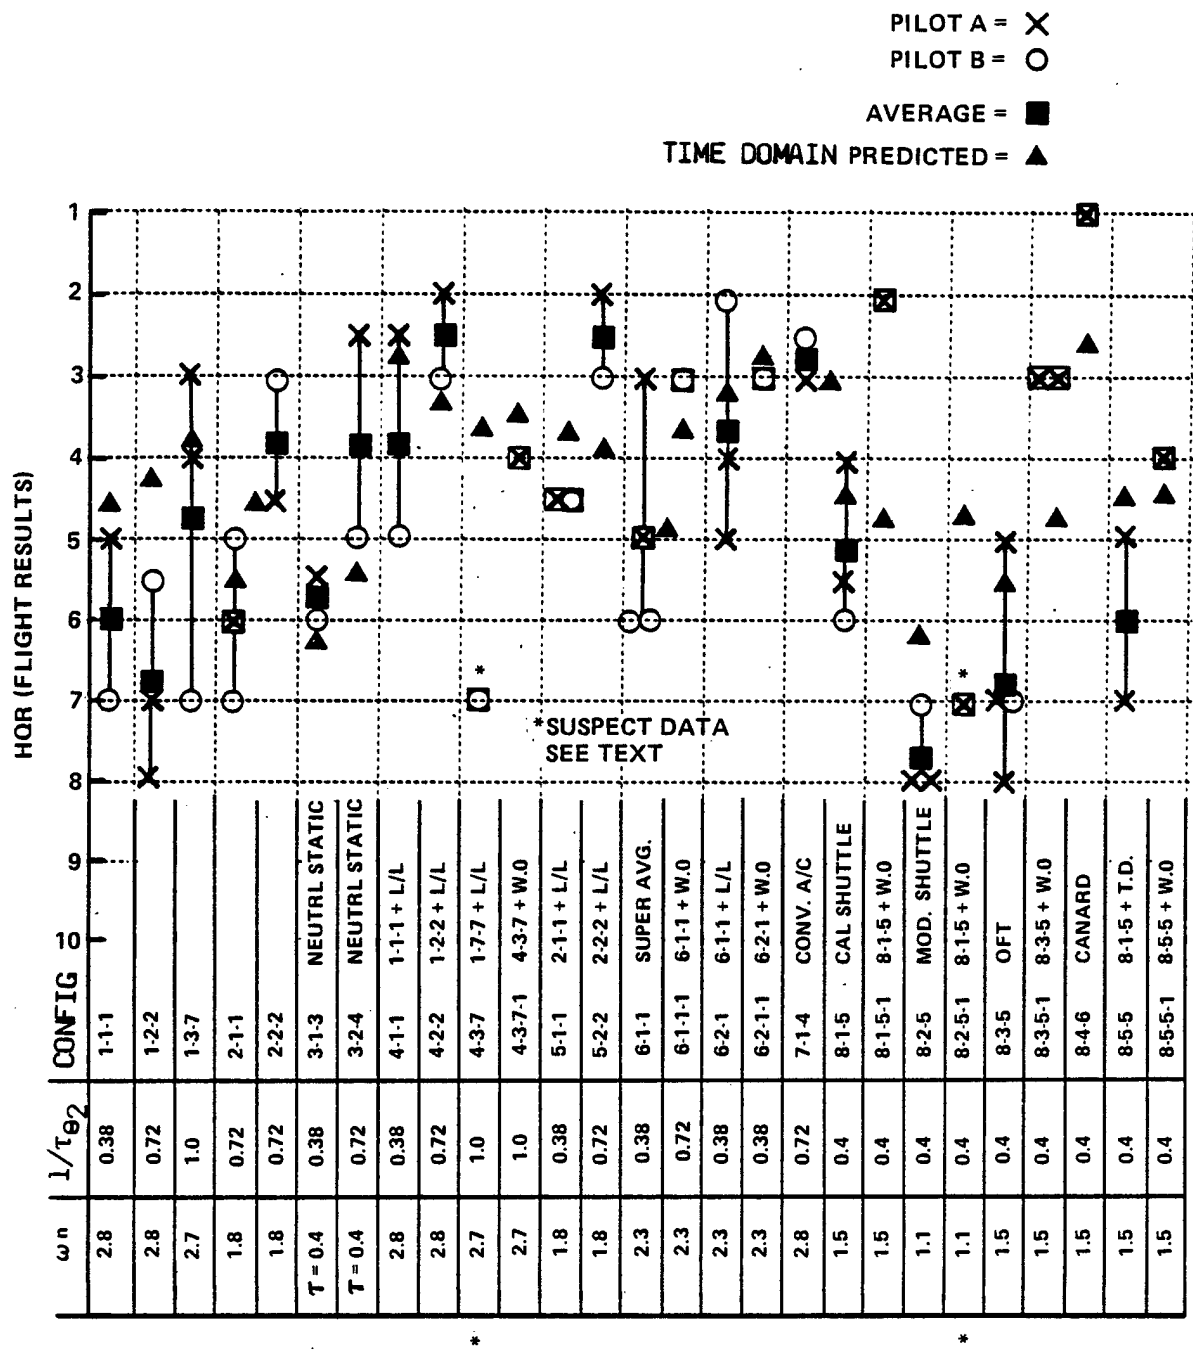 PILOT A = X
PILOT B = O
AVERAGE = ■
TIME DOMAIN PREDICTED = ▲
HQR (FLIGHT RESULTS)
1
2
3
4
5
6
7
8
9
10
*
*
*SUSPECT DATA
SEE TEXT
NEUTRL STATIC
NEUTRL STATIC
1-1-1 + L/L
1-2-2 + L/L
1-7-7 + L/L
4-3-7 + W.O
2-1-1 + L/L
2-2-2 + L/L
SUPER AVG.
6-1-1 + W.O
6-1-1 + L/L
6-2-1 + W.O
CONV. A/C
CAL SHUTTLE
8-1-5 + W.O
MOD. SHUTTLE
8-1-5 + W.O
OFT
8-3-5 + W.O
CANARD
8-1-5 + T.D.
8-5-5 + W.O
CONFIG
1-1-1
1-2-2
1-3-7
2-1-1
2-2-2
3-1-3
3-2-4
4-1-1
4-2-2
4-3-7
4-3-7-1
5-1-1
5-2-2
6-1-1
6-1-1-1
6-2-1
6-2-1-1
7-1-4
8-1-5
8-1-5-1
8-2-5
8-2-5-1
8-3-5
8-3-5-1
8-4-6
8-5-5
8-5-5-1
1/τθ2
0.38
0.72
1.0
0.72
0.72
0.38
0.72
0.38
0.72
1.0
1.0
0.38
0.72
0.38
0.72
0.38
0.38
0.72
0.4
0.4
0.4
0.4
0.4
0.4
0.4
0.4
0.4
ωn
2.8
2.8
2.7
1.8
1.8
τ = 0.4
τ = 0.4
2.8
2.8
2.7
2.7
1.8
1.8
2.3
2.3
2.3
2.3
2.8
1.5
1.5
1.1
1.1
1.5
1.5
1.5
1.5
1.5
*
*